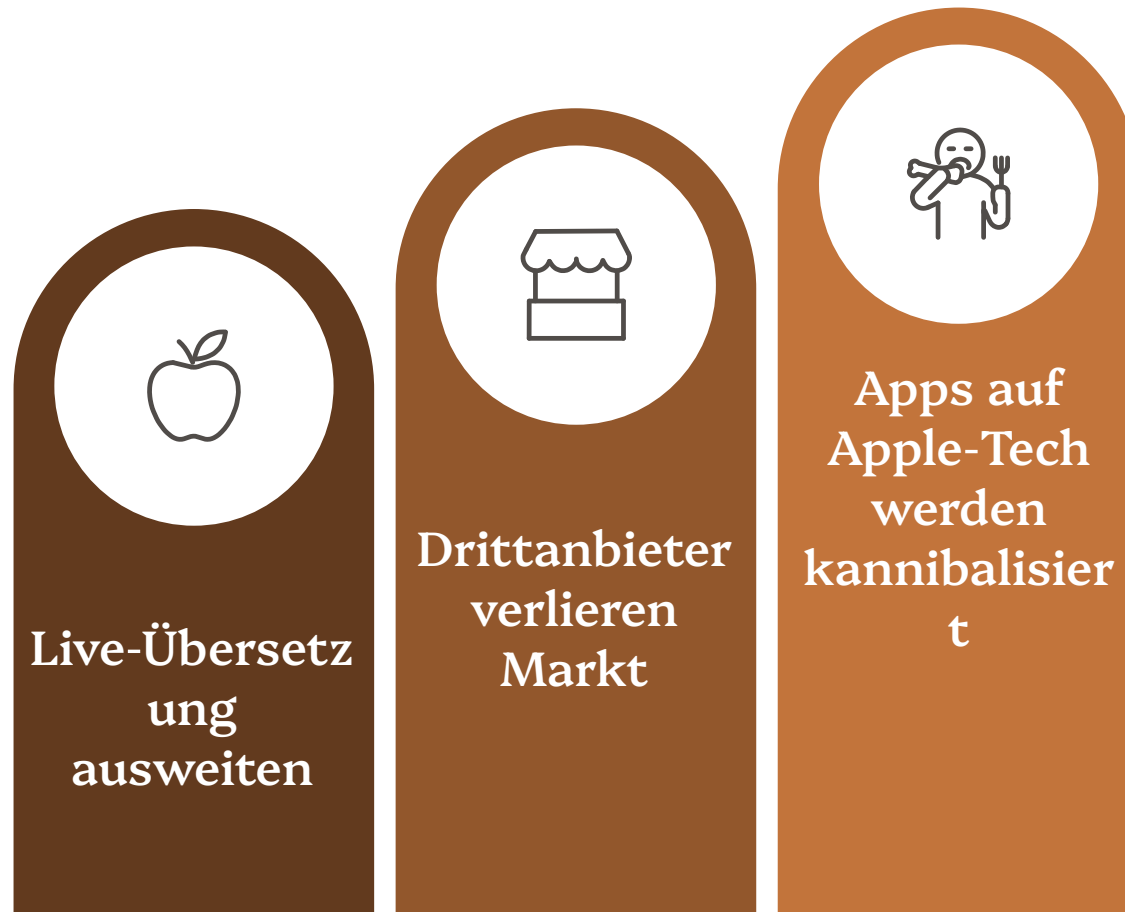 Live-Übersetz
ung
ausweiten
Drittanbieter
verlieren
Markt
Apps auf
Apple-Tech
werden
kannibalisier
t